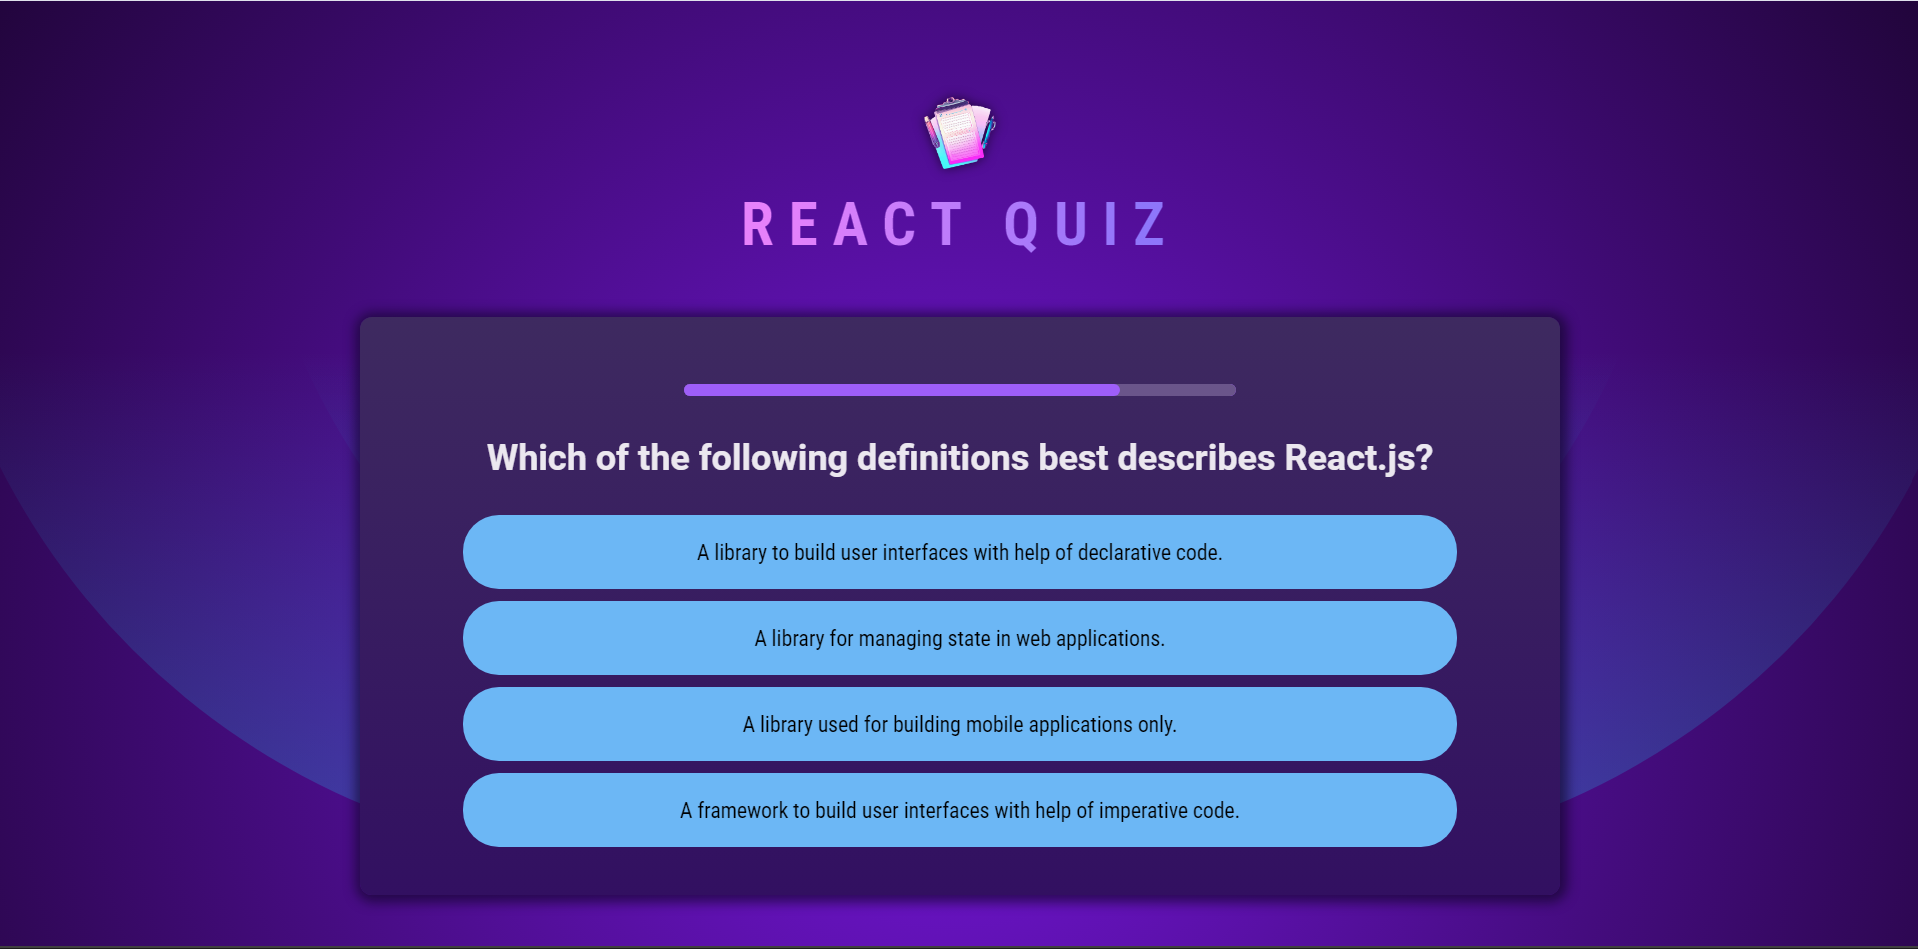 REACT QUIZ
Which of the following definitions best describes React.js?
A library to build user interfaces with help of declarative code.
A library for managing state in web applications.
A library used for building mobile applications only.
A framework to build user interfaces with help of imperative code.